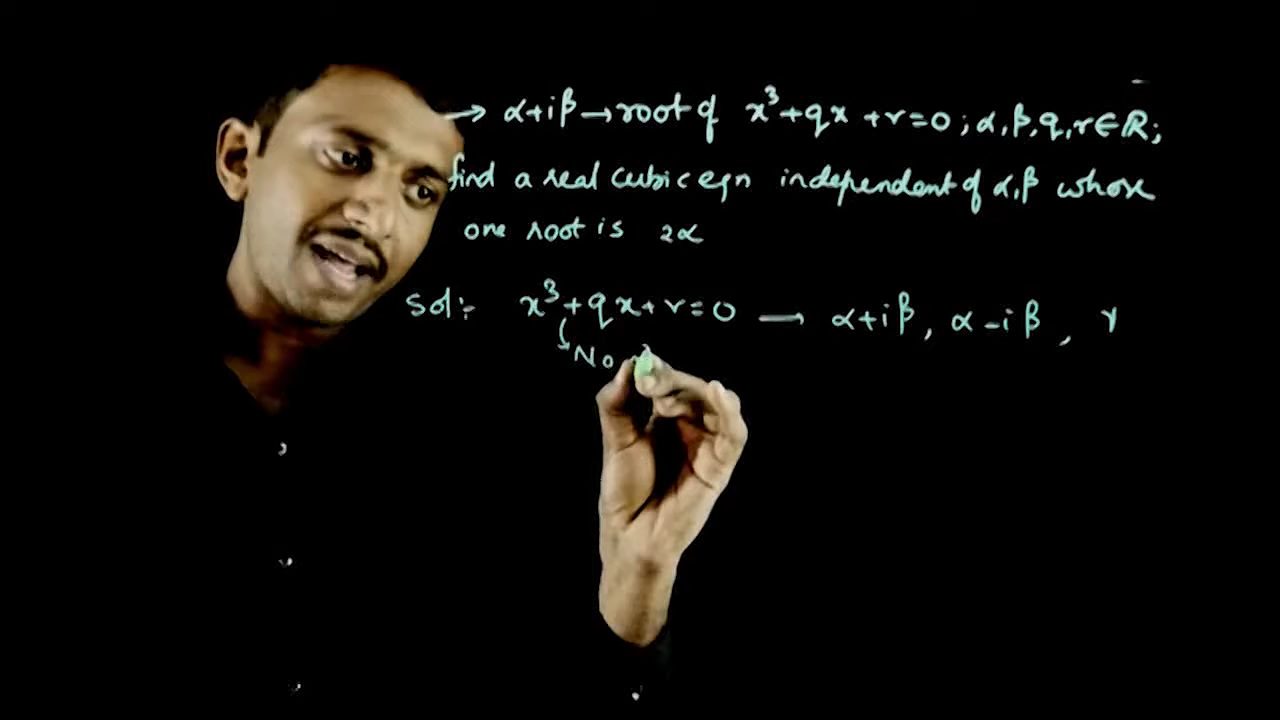 → α+iβ → root of x³+qx+r=0; α,β,q,r∈ℝ;
find a real cubic eqn independent of α,β whose
one root is 2α
Sol:- x³+qx+r=0 → α+iβ, α-iβ, γ
↳ No